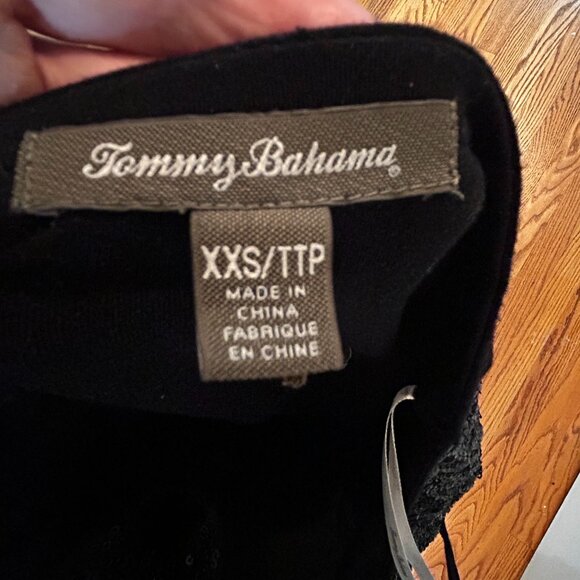 Tommy Bahama®
XXS/TTP
MADE IN
CHINA
FABRIQUE
EN CHINE